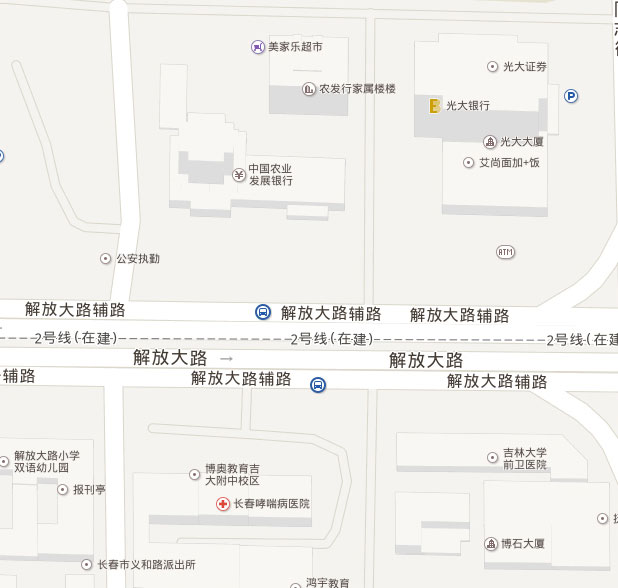 美家乐超市
光大证券
农发行家属楼楼
P
B 光大银行
光大大厦
艾尚面加+饭
中国农业
发展银行
ATM
公安执勤
解放大路辅路
解放大路辅路
解放大路辅路
2号线(在建)
2号线(在建)
2号线(在建
解放大路 →
解放大路
辅路
解放大路辅路
解放大路辅路
解放大路小学
双语幼儿园
报刊亭
博奥教育吉
大附中校区
长春哮喘病医院
吉林大学
前卫医院
博石大厦
长春市义和路派出所
鸿宇教育